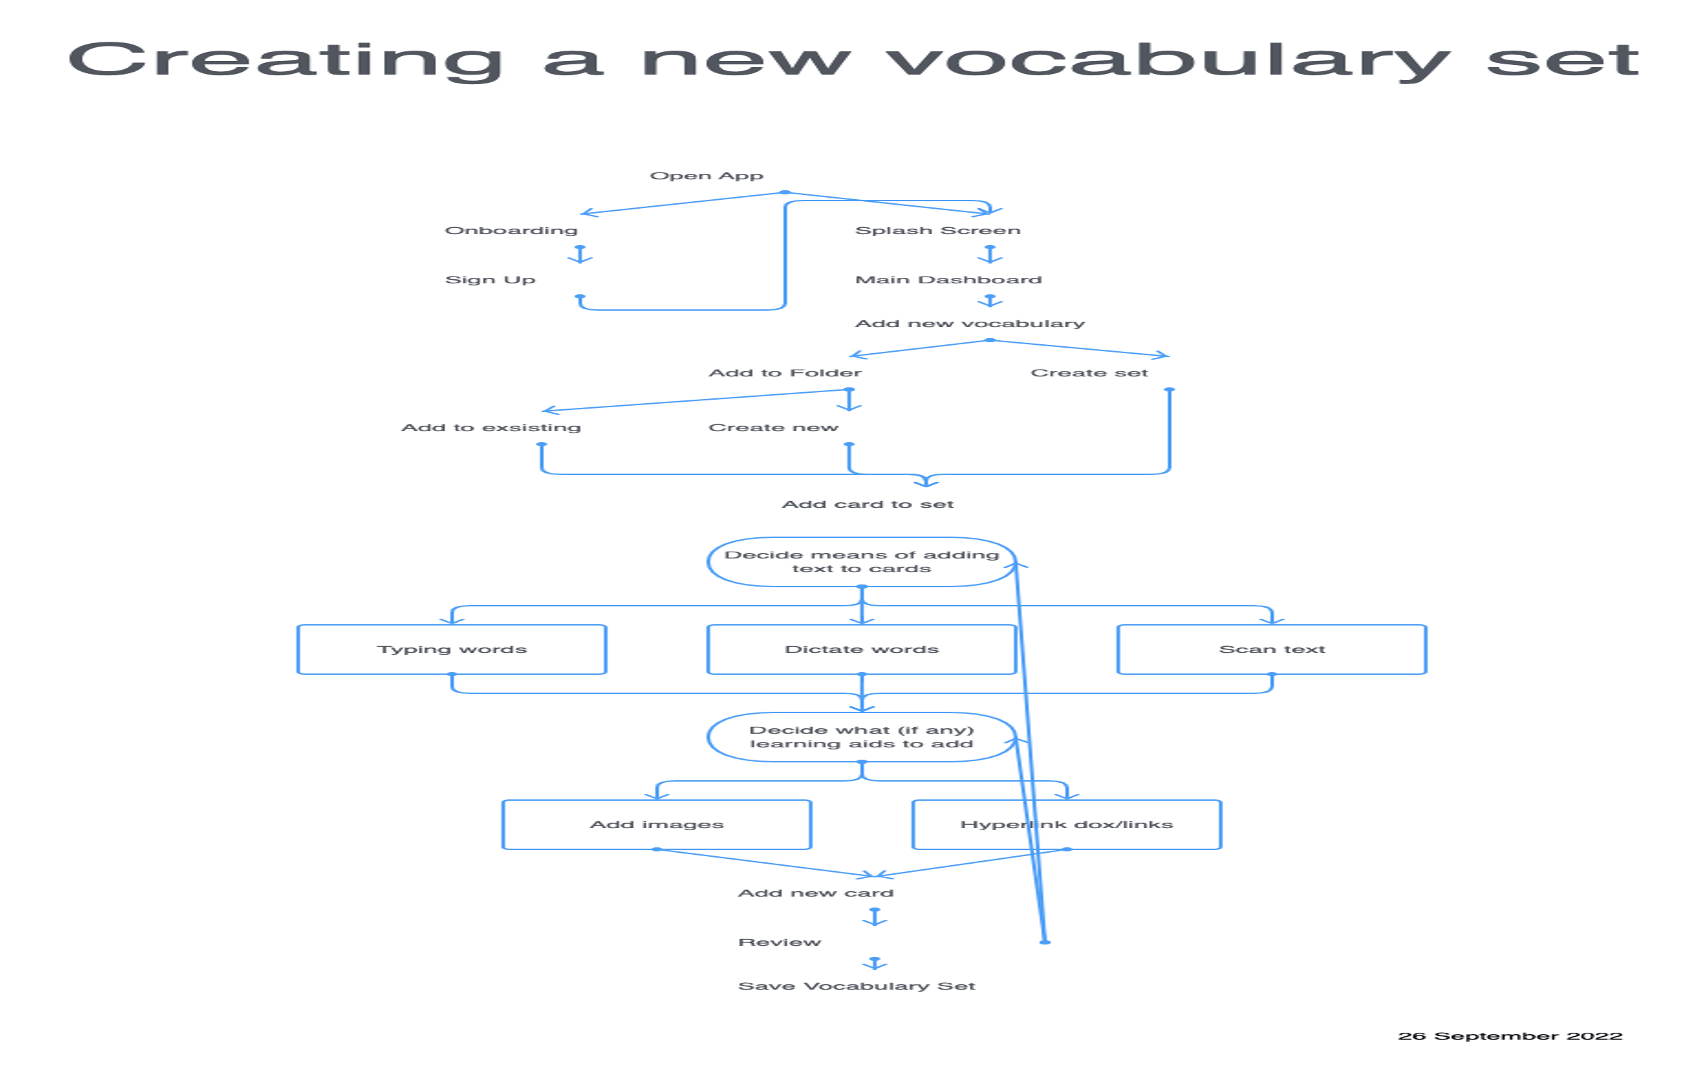 Creating a new vocabulary set
Open App
Onboarding
Splash Screen
Sign Up
Main Dashboard
Add new vocabulary
Add to Folder
Create set
Add to exsisting
Create new
Add card to set
Decide means of adding
text to cards
Typing words
Dictate words
Scan text
Decide what (if any)
learning aids to add
Add images
Hyperlink dox/links
Add new card
Review
Save Vocabulary Set
26 September 2022